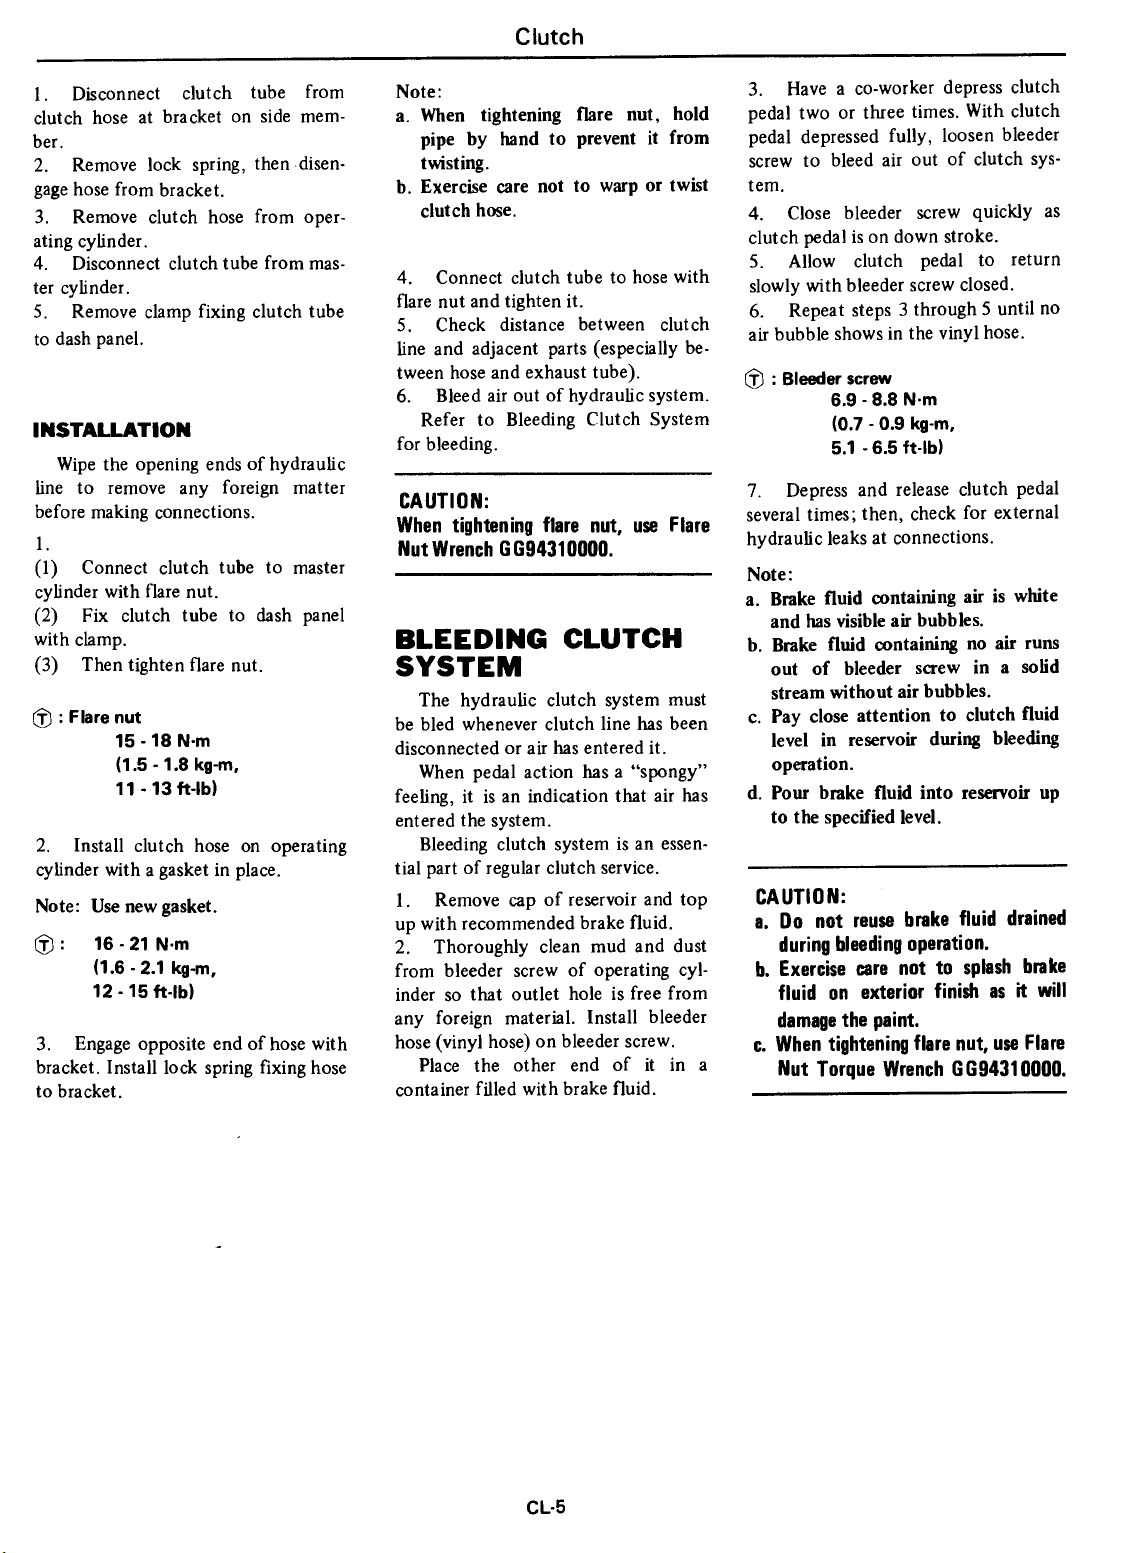 Clutch
1. Disconnect clutch tube from
clutch hose at bracket on side mem-
ber.
2. Remove lock spring, then disen-
gage hose from bracket.
3. Remove clutch hose from oper-
ating cylinder.
4. Disconnect clutch tube from mas-
ter cylinder.
5. Remove clamp fixing clutch tube
to dash panel.
INSTALLATION
Wipe the opening ends of hydraulic
line to remove any foreign matter
before making connections.
1.
(1) Connect clutch tube to master
cylinder with flare nut.
(2) Fix clutch tube to dash panel
with clamp.
(3) Then tighten flare nut.
Ⓣ : Flare nut
15 - 18 N·m
(1.5 - 1.8 kg-m,
11 - 13 ft-lb)
2. Install clutch hose on operating
cylinder with a gasket in place.
Note: Use new gasket.
Ⓣ : 16 - 21 N·m
(1.6 - 2.1 kg-m,
12 - 15 ft-lb)
3. Engage opposite end of hose with
bracket. Install lock spring fixing hose
to bracket.
Note:
a. When tightening flare nut, hold
pipe by hand to prevent it from
twisting.
b. Exercise care not to warp or twist
clutch hose.
4. Connect clutch tube to hose with
flare nut and tighten it.
5. Check distance between clutch
line and adjacent parts (especially be-
tween hose and exhaust tube).
6. Bleed air out of hydraulic system.
Refer to Bleeding Clutch System
for bleeding.
CAUTION:
When tightening flare nut, use Flare
Nut Wrench GG94310000.
BLEEDING CLUTCH
SYSTEM
The hydraulic clutch system must
be bled whenever clutch line has been
disconnected or air has entered it.
When pedal action has a “spongy”
feeling, it is an indication that air has
entered the system.
Bleeding clutch system is an essen-
tial part of regular clutch service.
1. Remove cap of reservoir and top
up with recommended brake fluid.
2. Thoroughly clean mud and dust
from bleeder screw of operating cyl-
inder so that outlet hole is free from
any foreign material. Install bleeder
hose (vinyl hose) on bleeder screw.
Place the other end of it in a
container filled with brake fluid.
3. Have a co-worker depress clutch
pedal two or three times. With clutch
pedal depressed fully, loosen bleeder
screw to bleed air out of clutch sys-
tem.
4. Close bleeder screw quickly as
clutch pedal is on down stroke.
5. Allow clutch pedal to return
slowly with bleeder screw closed.
6. Repeat steps 3 through 5 until no
air bubble shows in the vinyl hose.
Ⓣ : Bleeder screw
6.9 - 8.8 N·m
(0.7 - 0.9 kg-m,
5.1 - 6.5 ft-lb)
7. Depress and release clutch pedal
several times; then, check for external
hydraulic leaks at connections.
Note:
a. Brake fluid containing air is white
and has visible air bubbles.
b. Brake fluid containing no air runs
out of bleeder screw in a solid
stream without air bubbles.
c. Pay close attention to clutch fluid
level in reservoir during bleeding
operation.
d. Pour brake fluid into reservoir up
to the specified level.
CAUTION:
a. Do not reuse brake fluid drained
during bleeding operation.
b. Exercise care not to splash brake
fluid on exterior finish as it will
damage the paint.
c. When tightening flare nut, use Flare
Nut Torque Wrench GG94310000.
CL-5